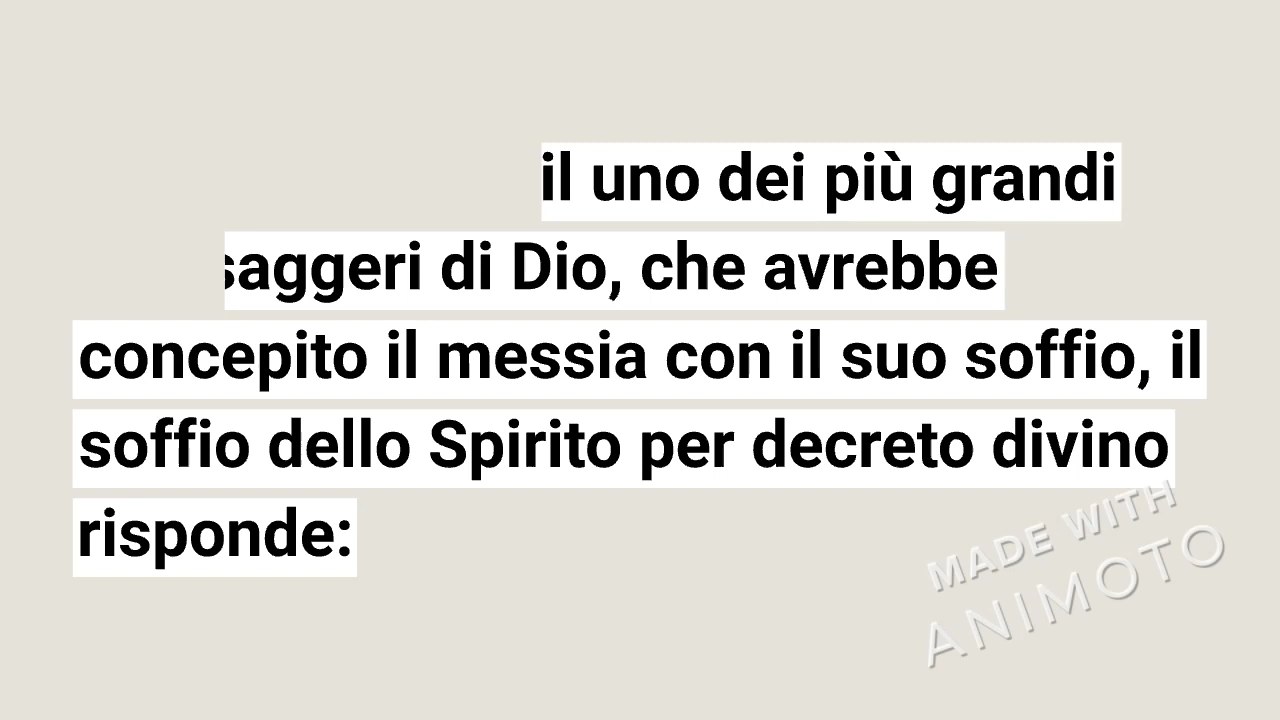 il uno dei più grandi
saggeri di Dio, che avrebbe
concepito il messia con il suo soffio, il
soffio dello Spirito per decreto divino
risponde:
MADE WITH
ANIMOTO